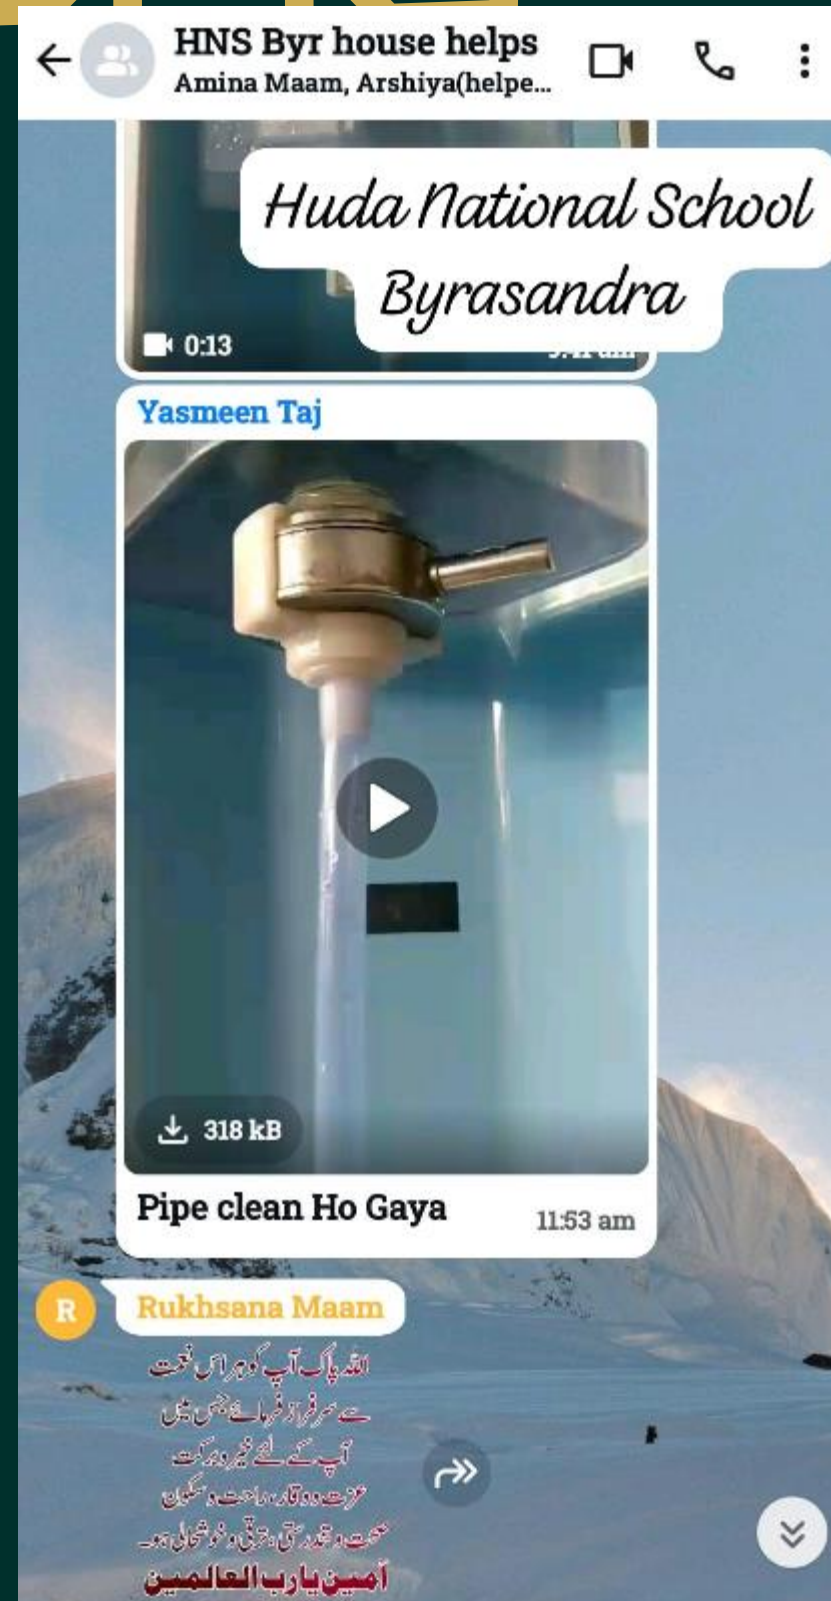 HNS Byr house helps
Amina Maam, Arshiya(helpe...
Huda National School
Byrasandra
0:13
Yasmeen Taj
318 kB
Pipe clean Ho Gaya
11:53 am
R
Rukhsana Maam
اللہ پاک آپ کو ہر اس نعمت
سے سرفراز فرمائے جس میں
آپ کے لئے خیر و برکت
عزت و وقار، راحت و سکون
صحت و تندرستی، ترقی و خوشحالی ہو۔
آمین یارب العالمین